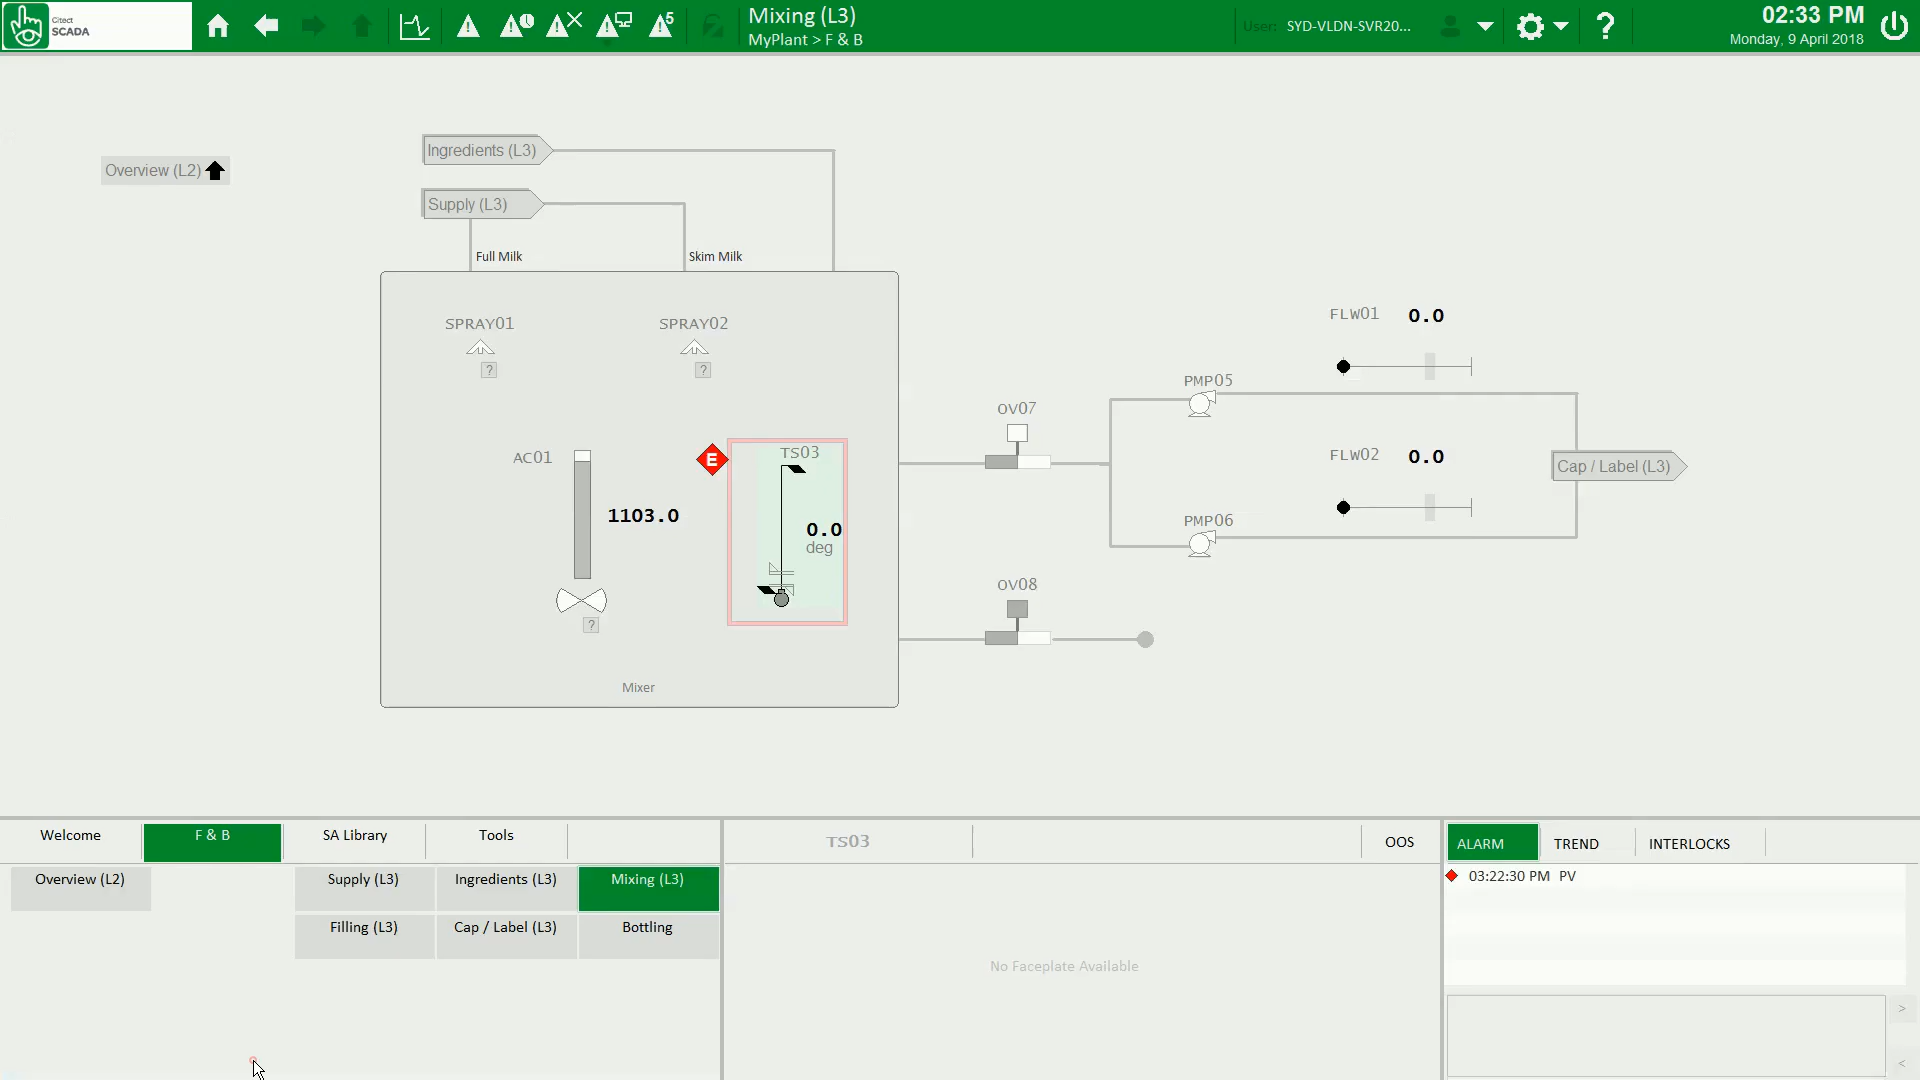 Citect
SCADA
5
Mixing (L3)
MyPlant > F & B
User: SYD-VLDN-SVR20...
?
02:33 PM
Monday, 9 April 2018
Overview (L2)
Ingredients (L3)
Supply (L3)
Full Milk
Skim Milk
SPRAY01
SPRAY02
?
?
AC01
1103.0
?
E
TS03
0.0
deg
Mixer
OV07
OV08
PMP05
PMP06
FLW01 0.0
FLW02 0.0
Cap / Label (L3)
Welcome
F & B
SA Library
Tools
Overview (L2)
Supply (L3)
Ingredients (L3)
Mixing (L3)
Filling (L3)
Cap / Label (L3)
Bottling
TS03
OOS
No Faceplate Available
ALARM
TREND
INTERLOCKS
03:22:30 PM PV
>
<